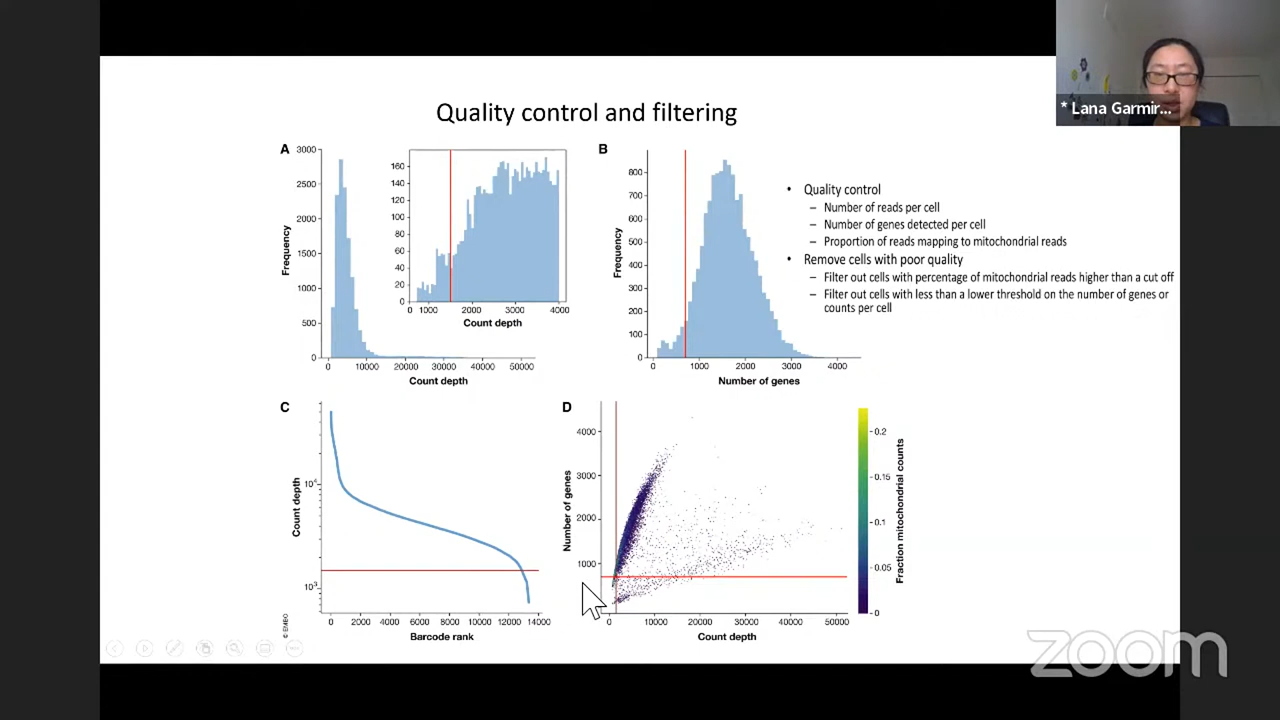 Quality control and filtering
* Lana Garmir...
A
3000
2500
2000
1500
1000
500
0
Frequency
0 10000 20000 30000 40000 50000
Count depth
160
140
120
100
80
60
40
20
0
0 1000 2000 3000 4000
Count depth
B
800
700
600
500
400
300
200
100
0
Frequency
0 1000 2000 3000 4000
Number of genes
• Quality control
– Number of reads per cell
– Number of genes detected per cell
– Proportion of reads mapping to mitochondrial reads
• Remove cells with poor quality
– Filter out cells with percentage of mitochondrial reads higher than a cut off
– Filter out cells with less than a lower threshold on the number of genes or
counts per cell
C
10⁴
10³
Count depth
0 2000 4000 6000 8000 10000 12000 14000
Barcode rank
© EMBO
D
4000
3000
2000
1000
Number of genes
0 10000 20000 30000 40000 50000
Count depth
0.2
0.15
0.1
0.05
0
Fraction mitochondrial counts
zoom